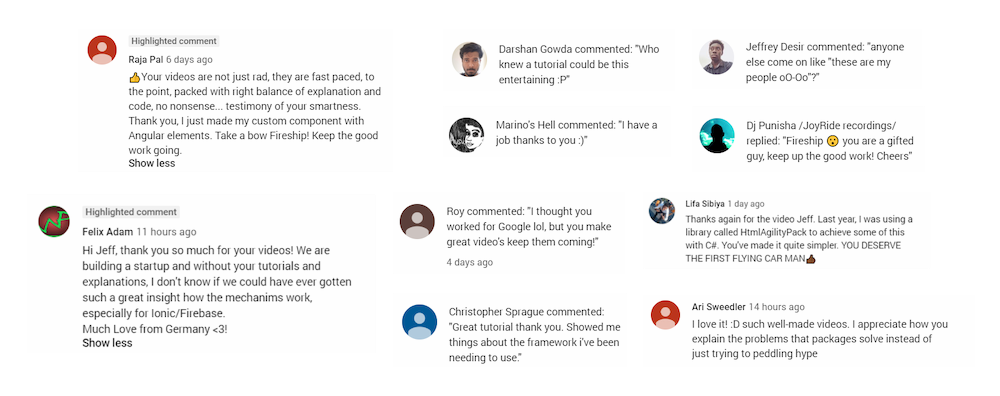 Highlighted comment
Raja Pal 6 days ago
👍Your videos are not just rad, they are fast paced, to
the point, packed with right balance of explanation and
code, no nonsense... testimony of your smartness.
Thank you, I just made my custom component with
Angular elements. Take a bow Fireship! Keep the good
work going.
Show less
Darshan Gowda commented: "Who
knew a tutorial could be this
entertaining :P"
Jeffrey Desir commented: "anyone
else come on like "these are my
people oO-Oo"?"
Marino's Hell commented: "I have a
job thanks to you :)"
Dj Punisha /JoyRide recordings/
replied: "Fireship 😲 you are a gifted
guy, keep up the good work! Cheers"
Highlighted comment
Felix Adam 11 hours ago
Hi Jeff, thank you so much for your videos! We are
building a startup and without your tutorials and
explanations, I don't know if we could have ever gotten
such a great insight how the mechanims work,
especially for Ionic/Firebase.
Much Love from Germany <3!
Show less
Roy commented: "I thought you
worked for Google lol, but you make
great video's keep them coming!"
4 days ago
Lifa Sibiya 1 day ago
Thanks again for the video Jeff. Last year, I was using a
library called HtmlAgilityPack to achieve some of this
with C#. You've made it quite simpler. YOU DESERVE
THE FIRST FLYING CAR MAN👍🏿
Christopher Sprague commented:
"Great tutorial thank you. Showed me
things about the framework i've been
needing to use."
Ari Sweedler 14 hours ago
I love it! :D such well-made videos. I appreciate how you
explain the problems that packages solve instead of
just trying to peddling hype